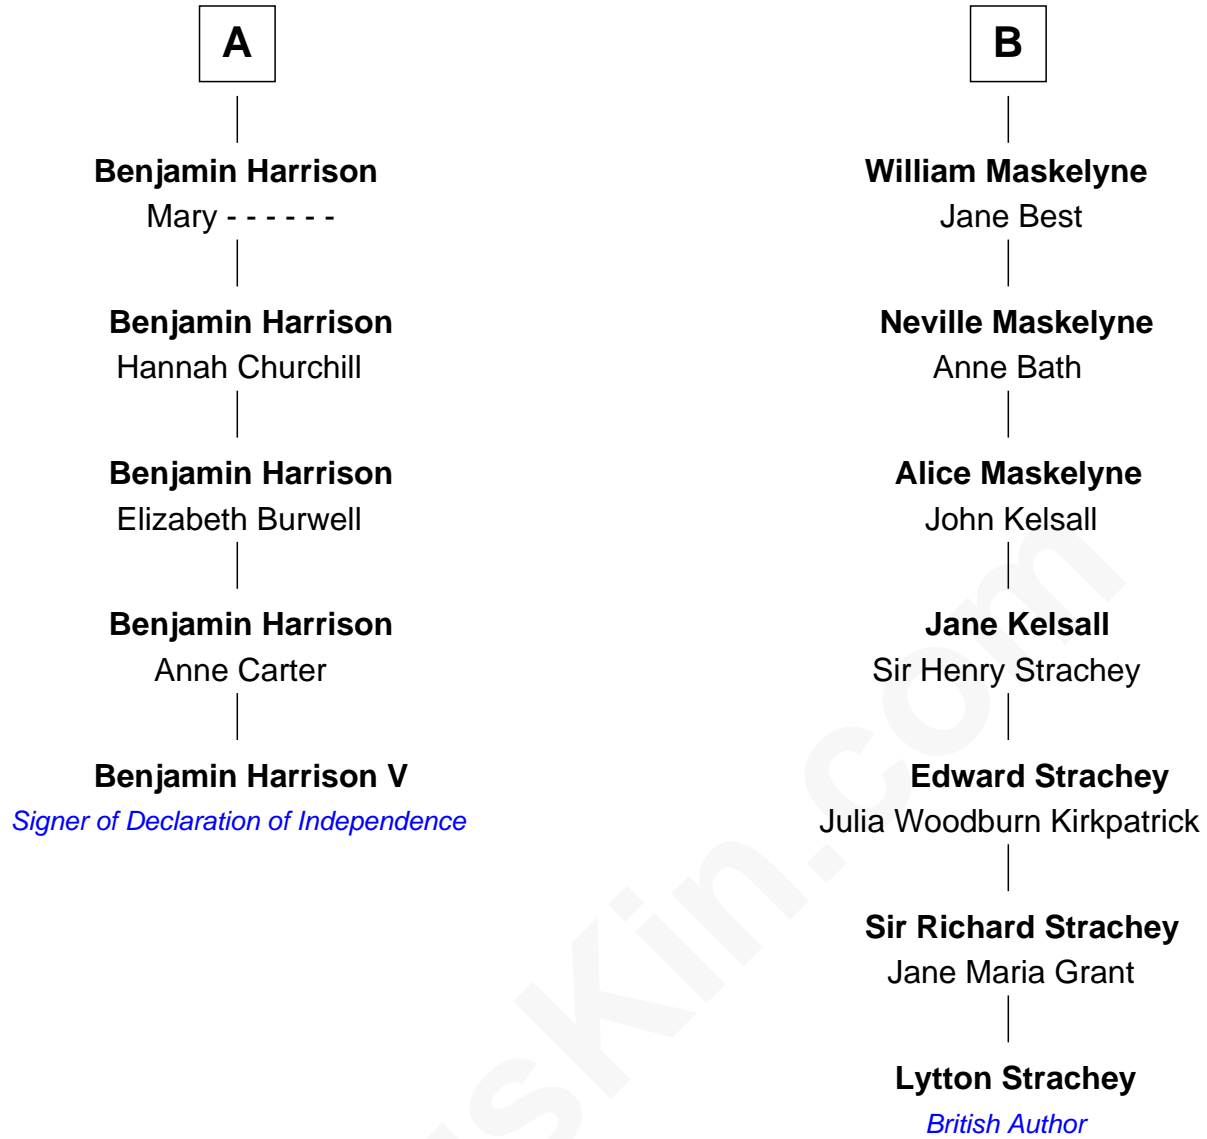 A
Benjamin Harrison
Mary - - - - - -
Benjamin Harrison
Hannah Churchill
Benjamin Harrison
Elizabeth Burwell
Benjamin Harrison
Anne Carter
Benjamin Harrison V
Signer of Declaration of Independence
B
William Maskelyne
Jane Best
Neville Maskelyne
Anne Bath
Alice Maskelyne
John Kelsall
Jane Kelsall
Sir Henry Strachey
Edward Strachey
Julia Woodburn Kirkpatrick
Sir Richard Strachey
Jane Maria Grant
Lytton Strachey
British Author